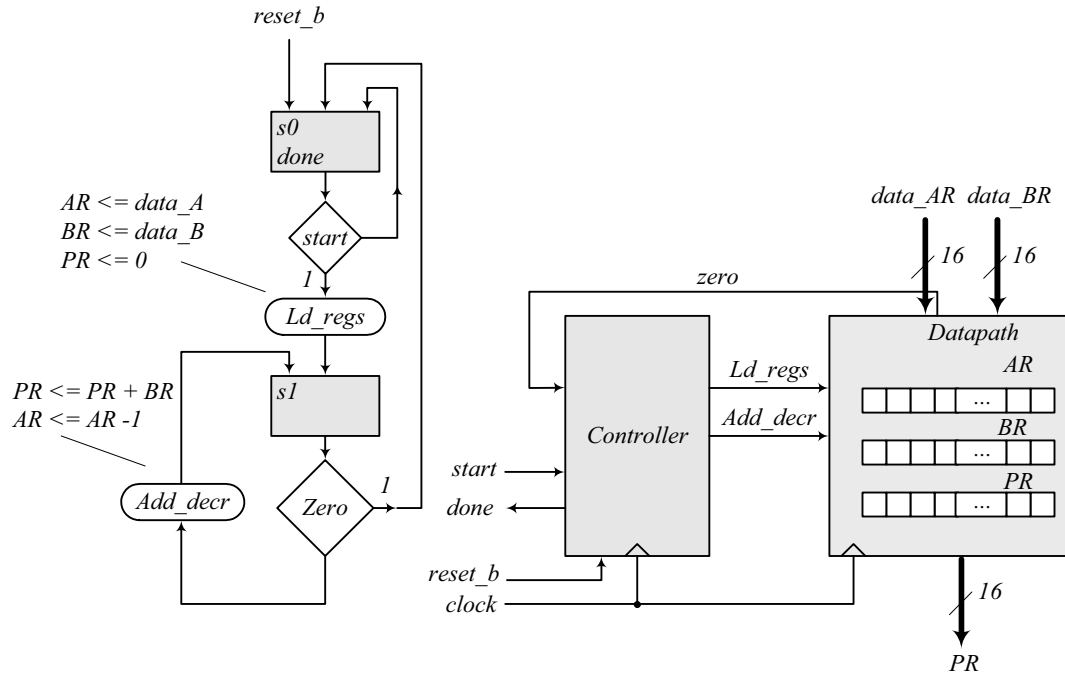 reset_b
s0
done
AR <= data_A
BR <= data_B
PR <= 0
start
1
Ld_regs
PR <= PR + BR
AR <= AR -1
s1
Add_decr
Zero
1
data_AR
data_BR
16
16
zero
Datapath
AR
Ld_regs
...
Controller
Add_decr
BR
...
start
PR
done
...
reset_b
clock
16
PR